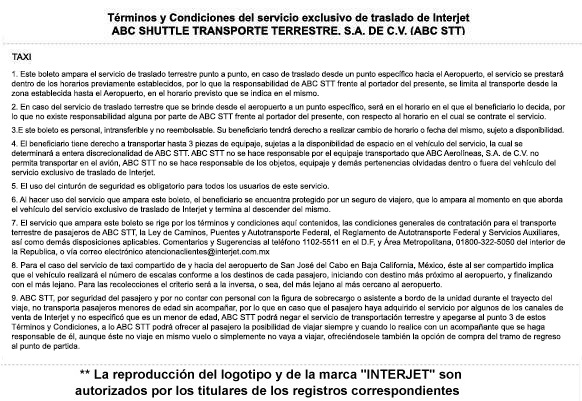 Términos y Condiciones del servicio exclusivo de traslado de Interjet
ABC SHUTTLE TRANSPORTE TERRESTRE. S.A. DE C.V. (ABC STT)
TAXI
1. Este boleto ampara el servicio de traslado terrestre punto a punto, en caso de traslado desde un punto específico hacia el Aeropuerto, el servicio se prestará
dentro de los horarios previamente establecidos, por lo que la responsabilidad de ABC STT frente al portador del presente, se limita al transporte desde la
zona establecida hasta el Aeropuerto, en el horario previsto que se indica en el mismo.
2. En caso del servicio de traslado terrestre que se brinde desde el aeropuerto a un punto específico, será en el horario en el que el beneficiario lo decida, por
lo que no existe responsabilidad alguna por parte de ABC STT frente al portador del presente, con respecto al horario en el cual se contrate el servicio.
3.E ste boleto es personal, intransferible y no reembolsable. Su beneficiario tendrá derecho a realizar cambio de horario o fecha del mismo, sujeto a disponibilidad.
4. El beneficiario tiene derecho a transportar hasta 3 piezas de equipaje, sujetas a la disponibilidad de espacio en el vehículo del servicio, la cual se
determinará a entera discrecionalidad de ABC STT. ABC STT no se hace responsable por el equipaje transportado que ABC Aerolíneas, S.A. de C.V. no
permita transportar en el avión, ABC STT no se hace responsable de los objetos, equipaje y demás pertenencias olvidadas dentro o fuera del vehículo del
servicio exclusivo de traslado de Interjet.
5. El uso del cinturón de seguridad es obligatorio para todos los usuarios de este servicio.
6. Al hacer uso del servicio que ampara este boleto, el beneficiario se encuentra protegido por un seguro de viajero, que lo ampara al momento en que aborda
el vehículo del servicio exclusivo de traslado de Interjet y termina al descender del mismo.
7. El servicio que ampara este boleto se rige por los términos y condiciones aquí contenidos, las condiciones generales de contratación para el transporte
terrestre de pasajeros de ABC STT, la Ley de Caminos, Puentes y Autotransporte Federal, el Reglamento de Autotransporte Federal y Servicios Auxiliares,
así como demás disposiciones aplicables. Comentarios y Sugerencias al teléfono 1102-5511 en el D.F, y Área Metropolitana, 01800-322-5050 del interior de
la Republica, o vía correo electrónico atencionaclientes@interjet.com.mx
8. Para el caso del servicio de taxi compartido de y hacia del aeropuerto de San José del Cabo en Baja California, México, éste al ser compartido implica
que el vehículo realizará el número de escalas conforme a los destinos de cada pasajero, iniciando con destino más próximo al aeropuerto, y finalizando
con el más lejano. Para las recolecciones el criterio será a la inversa, o sea, del más lejano al más cercano al aeropuerto.
9. ABC STT, por seguridad del pasajero y por no contar con personal con la figura de sobrecargo o asistente a bordo de la unidad durante el trayecto del
viaje, no transporta pasajeros menores de edad sin acompañar, por lo que en caso que el pasajero haya adquirido el servicio por algunos de los canales de
venta de Interjet y no especificó que es un menor de edad, ABC STT podrá negar el servicio de transportación terrestre y apegarse al punto 3 de estos
Términos y Condiciones, a lo ABC STT podrá ofrecer al pasajero la posibilidad de viajar siempre y cuando lo realice con un acompañante que se haga
responsable de él, aunque éste no viaje en mismo vuelo o simplemente no vaya a viajar, ofreciéndosele también la opción de compra del tramo de regreso
al punto de partida.
** La reproducción del logotipo y de la marca "INTERJET" son
autorizados por los titulares de los registros correspondientes